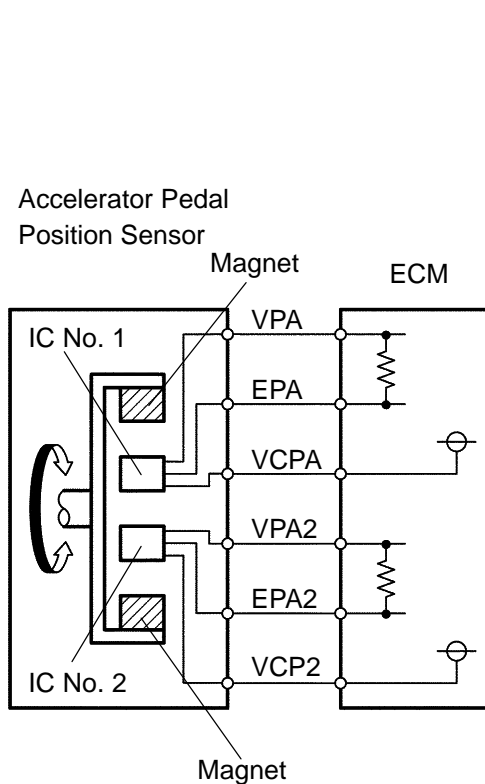 Accelerator Pedal
Position Sensor
Magnet
ECM
IC No. 1
VPA
EPA
VCPA
VPA2
EPA2
VCP2
IC No. 2
Magnet